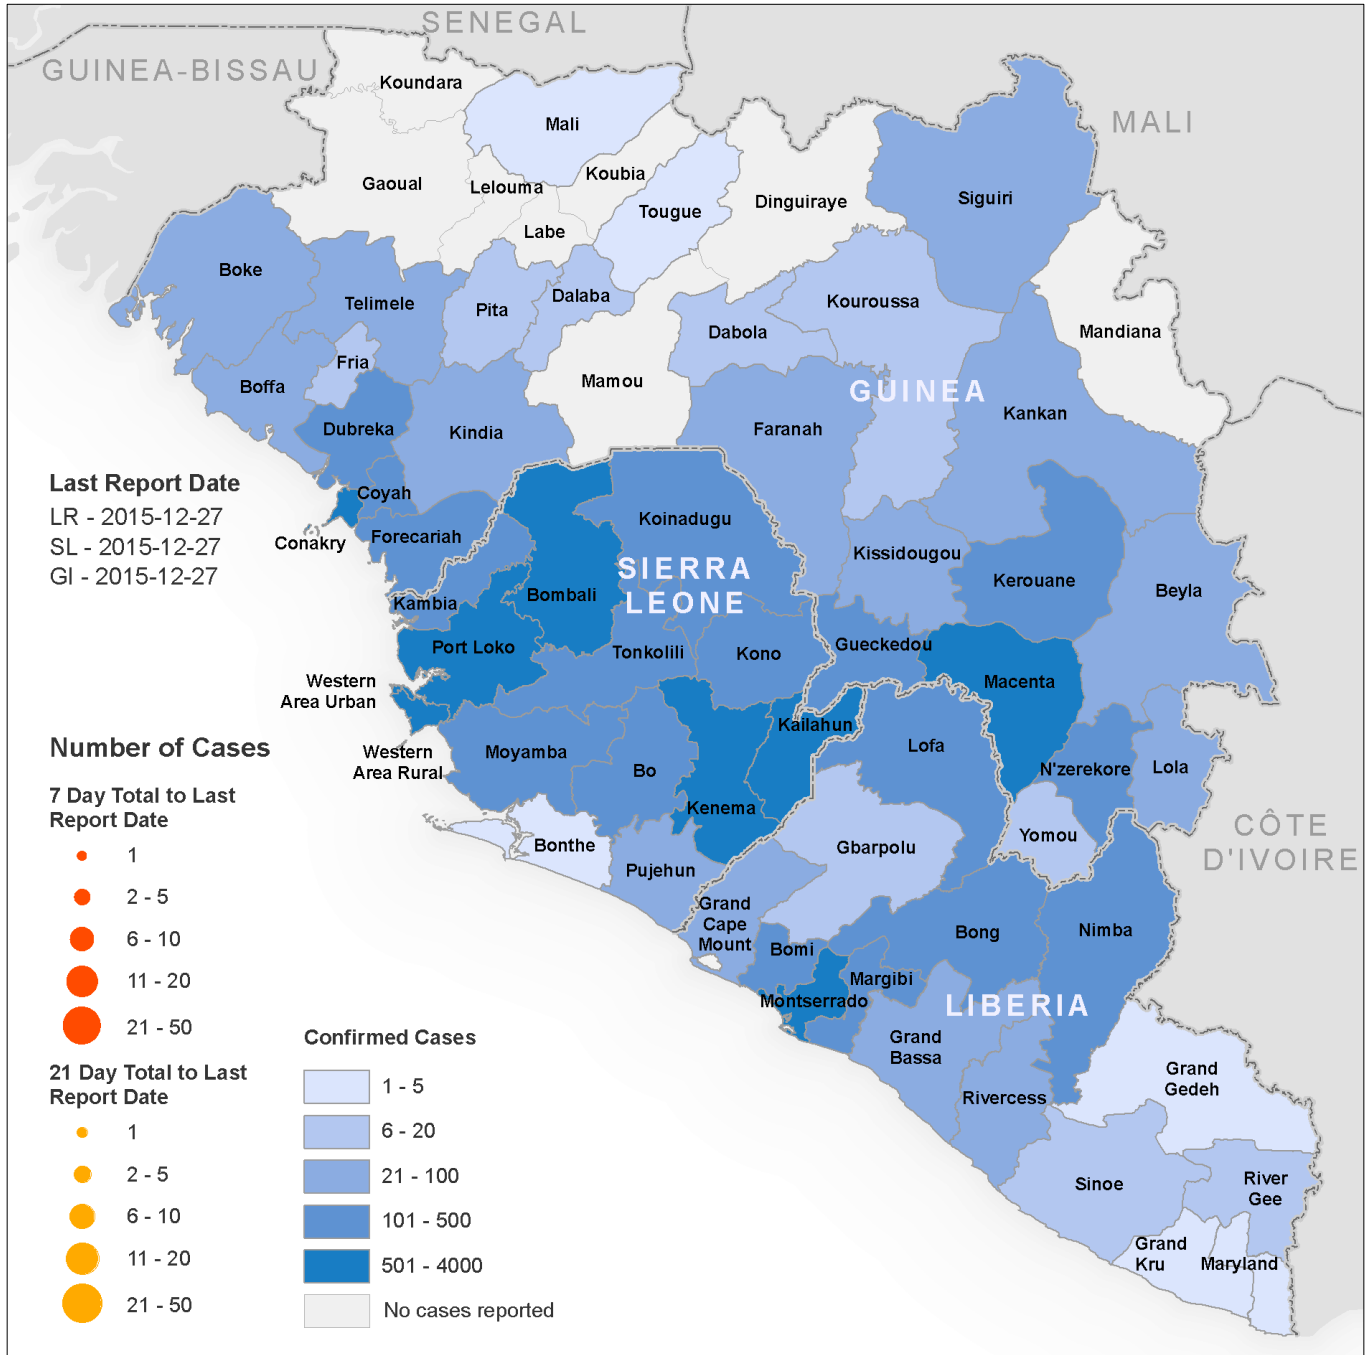 SENEGAL
GUINEA-BISSAU
MALI
Koundara
Mali
Gaoual
Lelouma
Koubia
Labe
Tougue
Dinguiraye
Siguiri
Boke
Telimele
Pita
Dalaba
Kouroussa
Dabola
Mandiana
Fria
Boffa
Mamou
GUINEA
Kankan
Dubreka
Kindia
Faranah
Last Report Date
LR - 2015-12-27
SL - 2015-12-27
GI - 2015-12-27
Coyah
Conakry
Forecariah
Koinadugu
SIERRA
LEONE
Kissidougou
Kerouane
Beyla
Kambia
Bombali
Port Loko
Tonkolili
Kono
Gueckedou
Macenta
Western
Area Urban
Western
Area Rural
Moyamba
Bo
Kailahun
Kenema
Lofa
N'zerekore
Lola
Yomou
CÔTE
D'IVOIRE
Bonthe
Pujehun
Gbarpolu
Grand
Cape
Mount
Bomi
Bong
Nimba
Margibi
Montserrado
LIBERIA
Grand
Bassa
Rivercess
Grand
Gedeh
Sinoe
River
Gee
Grand
Kru
Maryland
Number of Cases
7 Day Total to Last
Report Date
1
2 - 5
6 - 10
11 - 20
21 - 50
21 Day Total to Last
Report Date
1
2 - 5
6 - 10
11 - 20
21 - 50
Confirmed Cases
1 - 5
6 - 20
21 - 100
101 - 500
501 - 4000
No cases reported